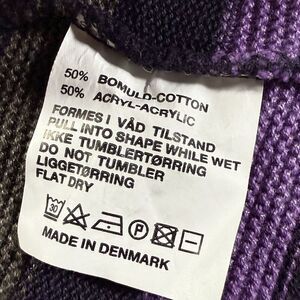 50% BOMULD-COTTON
50% ACRYL-ACRYLIC
FORMES I VÅD TILSTAND
PULL INTO SHAPE WHILE WET
IKKE TUMBLERTØRRING
DO NOT TUMBLER
LIGGETØRRING
FLAT DRY
30 P
MADE IN DENMARK